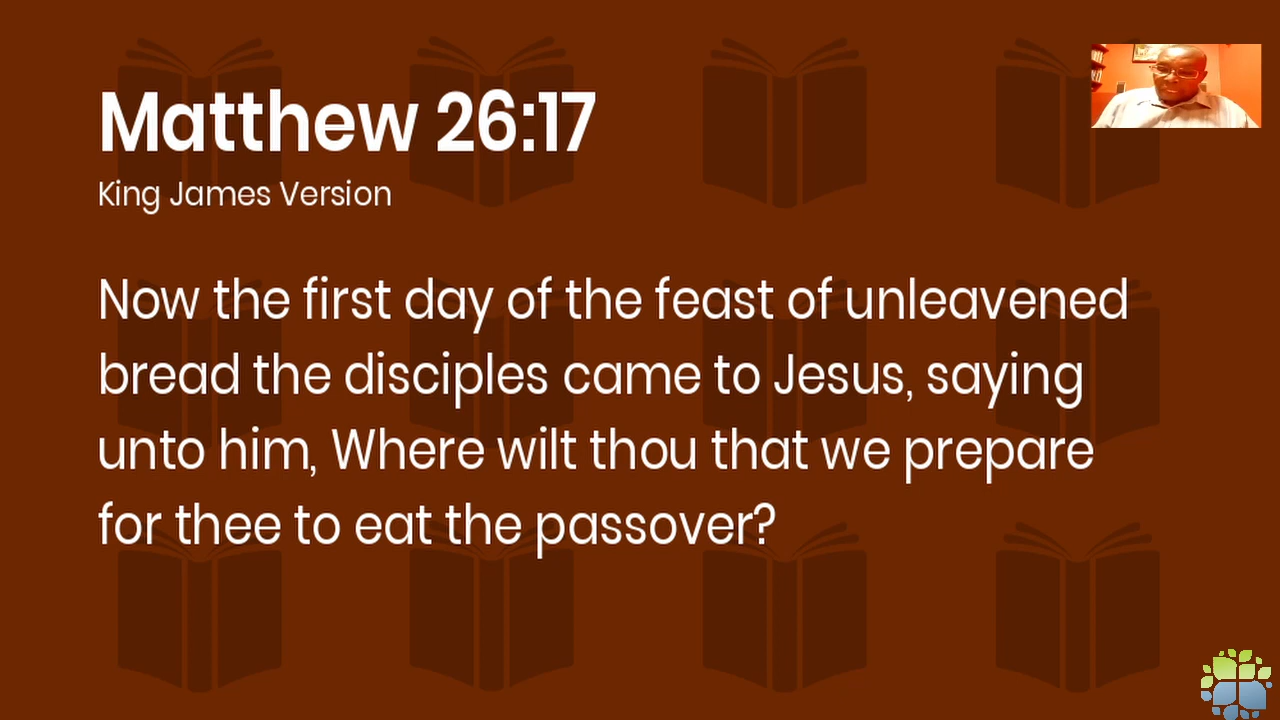 Matthew 26:17
King James Version
Now the first day of the feast of unleavened
bread the disciples came to Jesus, saying
unto him, Where wilt thou that we prepare
for thee to eat the passover?